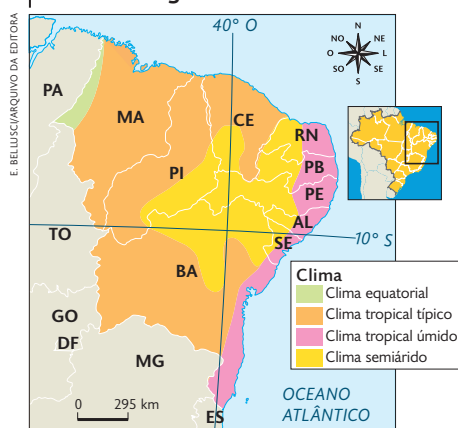 E. BELLUSCI/ARQUIVO DA EDITORA
40° O
N
NO
NE
O
L
SO
SE
S
PA
MA
CE
RN
PB
PI
PE
AL
TO
SE
10° S
BA
Clima
Clima equatorial
Clima tropical típico
Clima tropical úmido
Clima semiárido
GO
DF
MG
ES
0 295 km
OCEANO
ATLÂNTICO